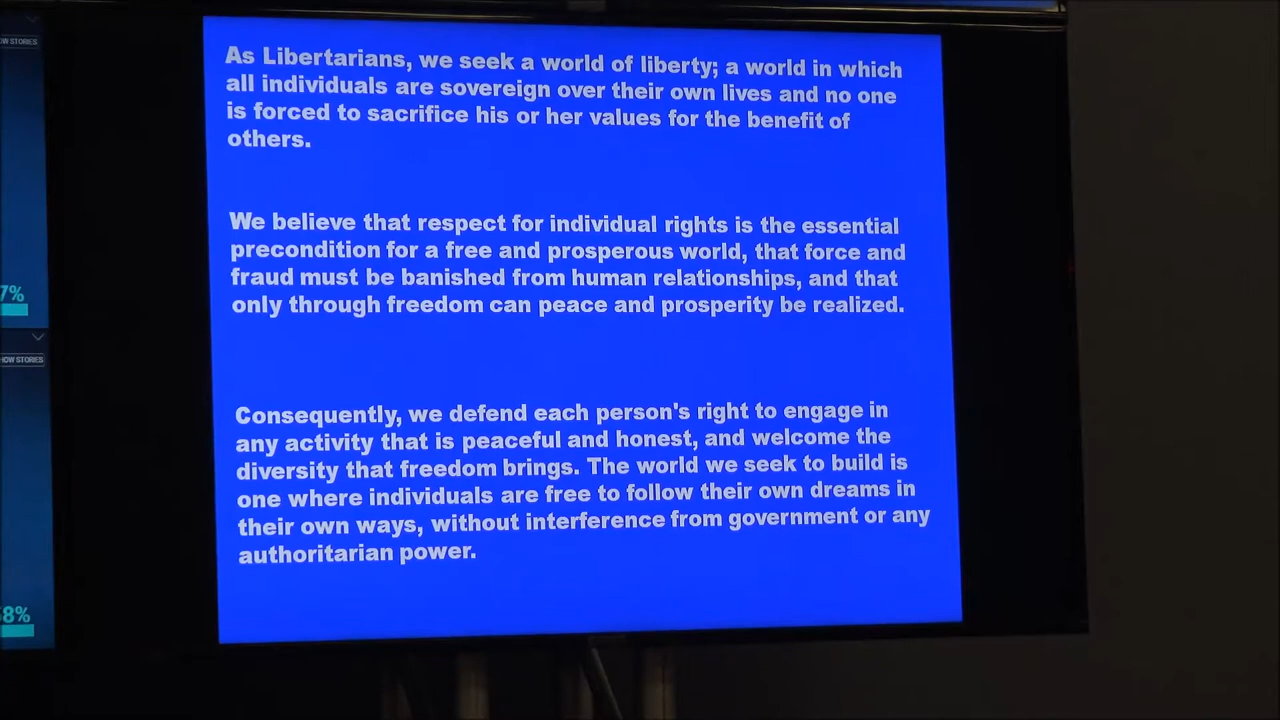 As Libertarians, we seek a world of liberty; a world in which
all individuals are sovereign over their own lives and no one
is forced to sacrifice his or her values for the benefit of
others.
We believe that respect for individual rights is the essential
precondition for a free and prosperous world, that force and
fraud must be banished from human relationships, and that
only through freedom can peace and prosperity be realized.
Consequently, we defend each person's right to engage in
any activity that is peaceful and honest, and welcome the
diversity that freedom brings. The world we seek to build is
one where individuals are free to follow their own dreams in
their own ways, without interference from government or any
authoritarian power.
STORIES
7%
STORIES
8%